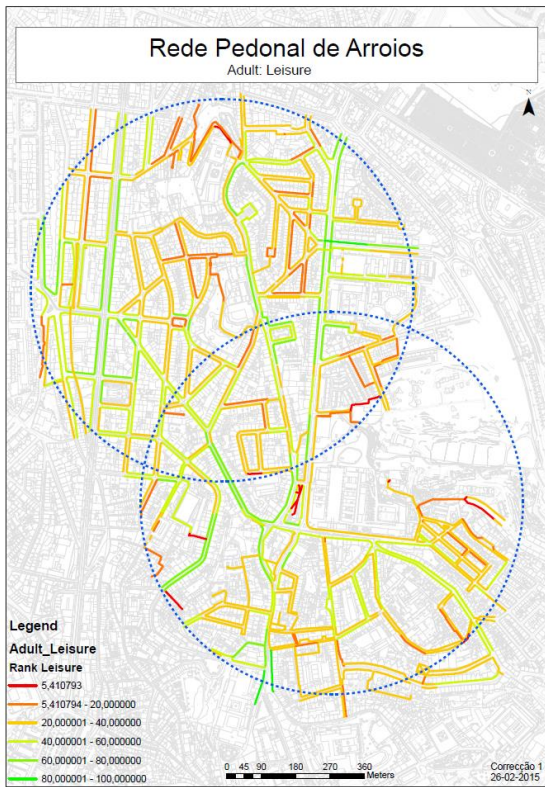 Rede Pedonal de Arroios
Adult: Leisure
N
Legend
Adult_Leisure
Rank Leisure
5,410793
5,410794 - 20,000000
20,000001 - 40,000000
40,000001 - 60,000000
60,000001 - 80,000000
80,000001 - 100,000000
0 45 90 180 270 360
Meters
Correcção 1
26-02-2015